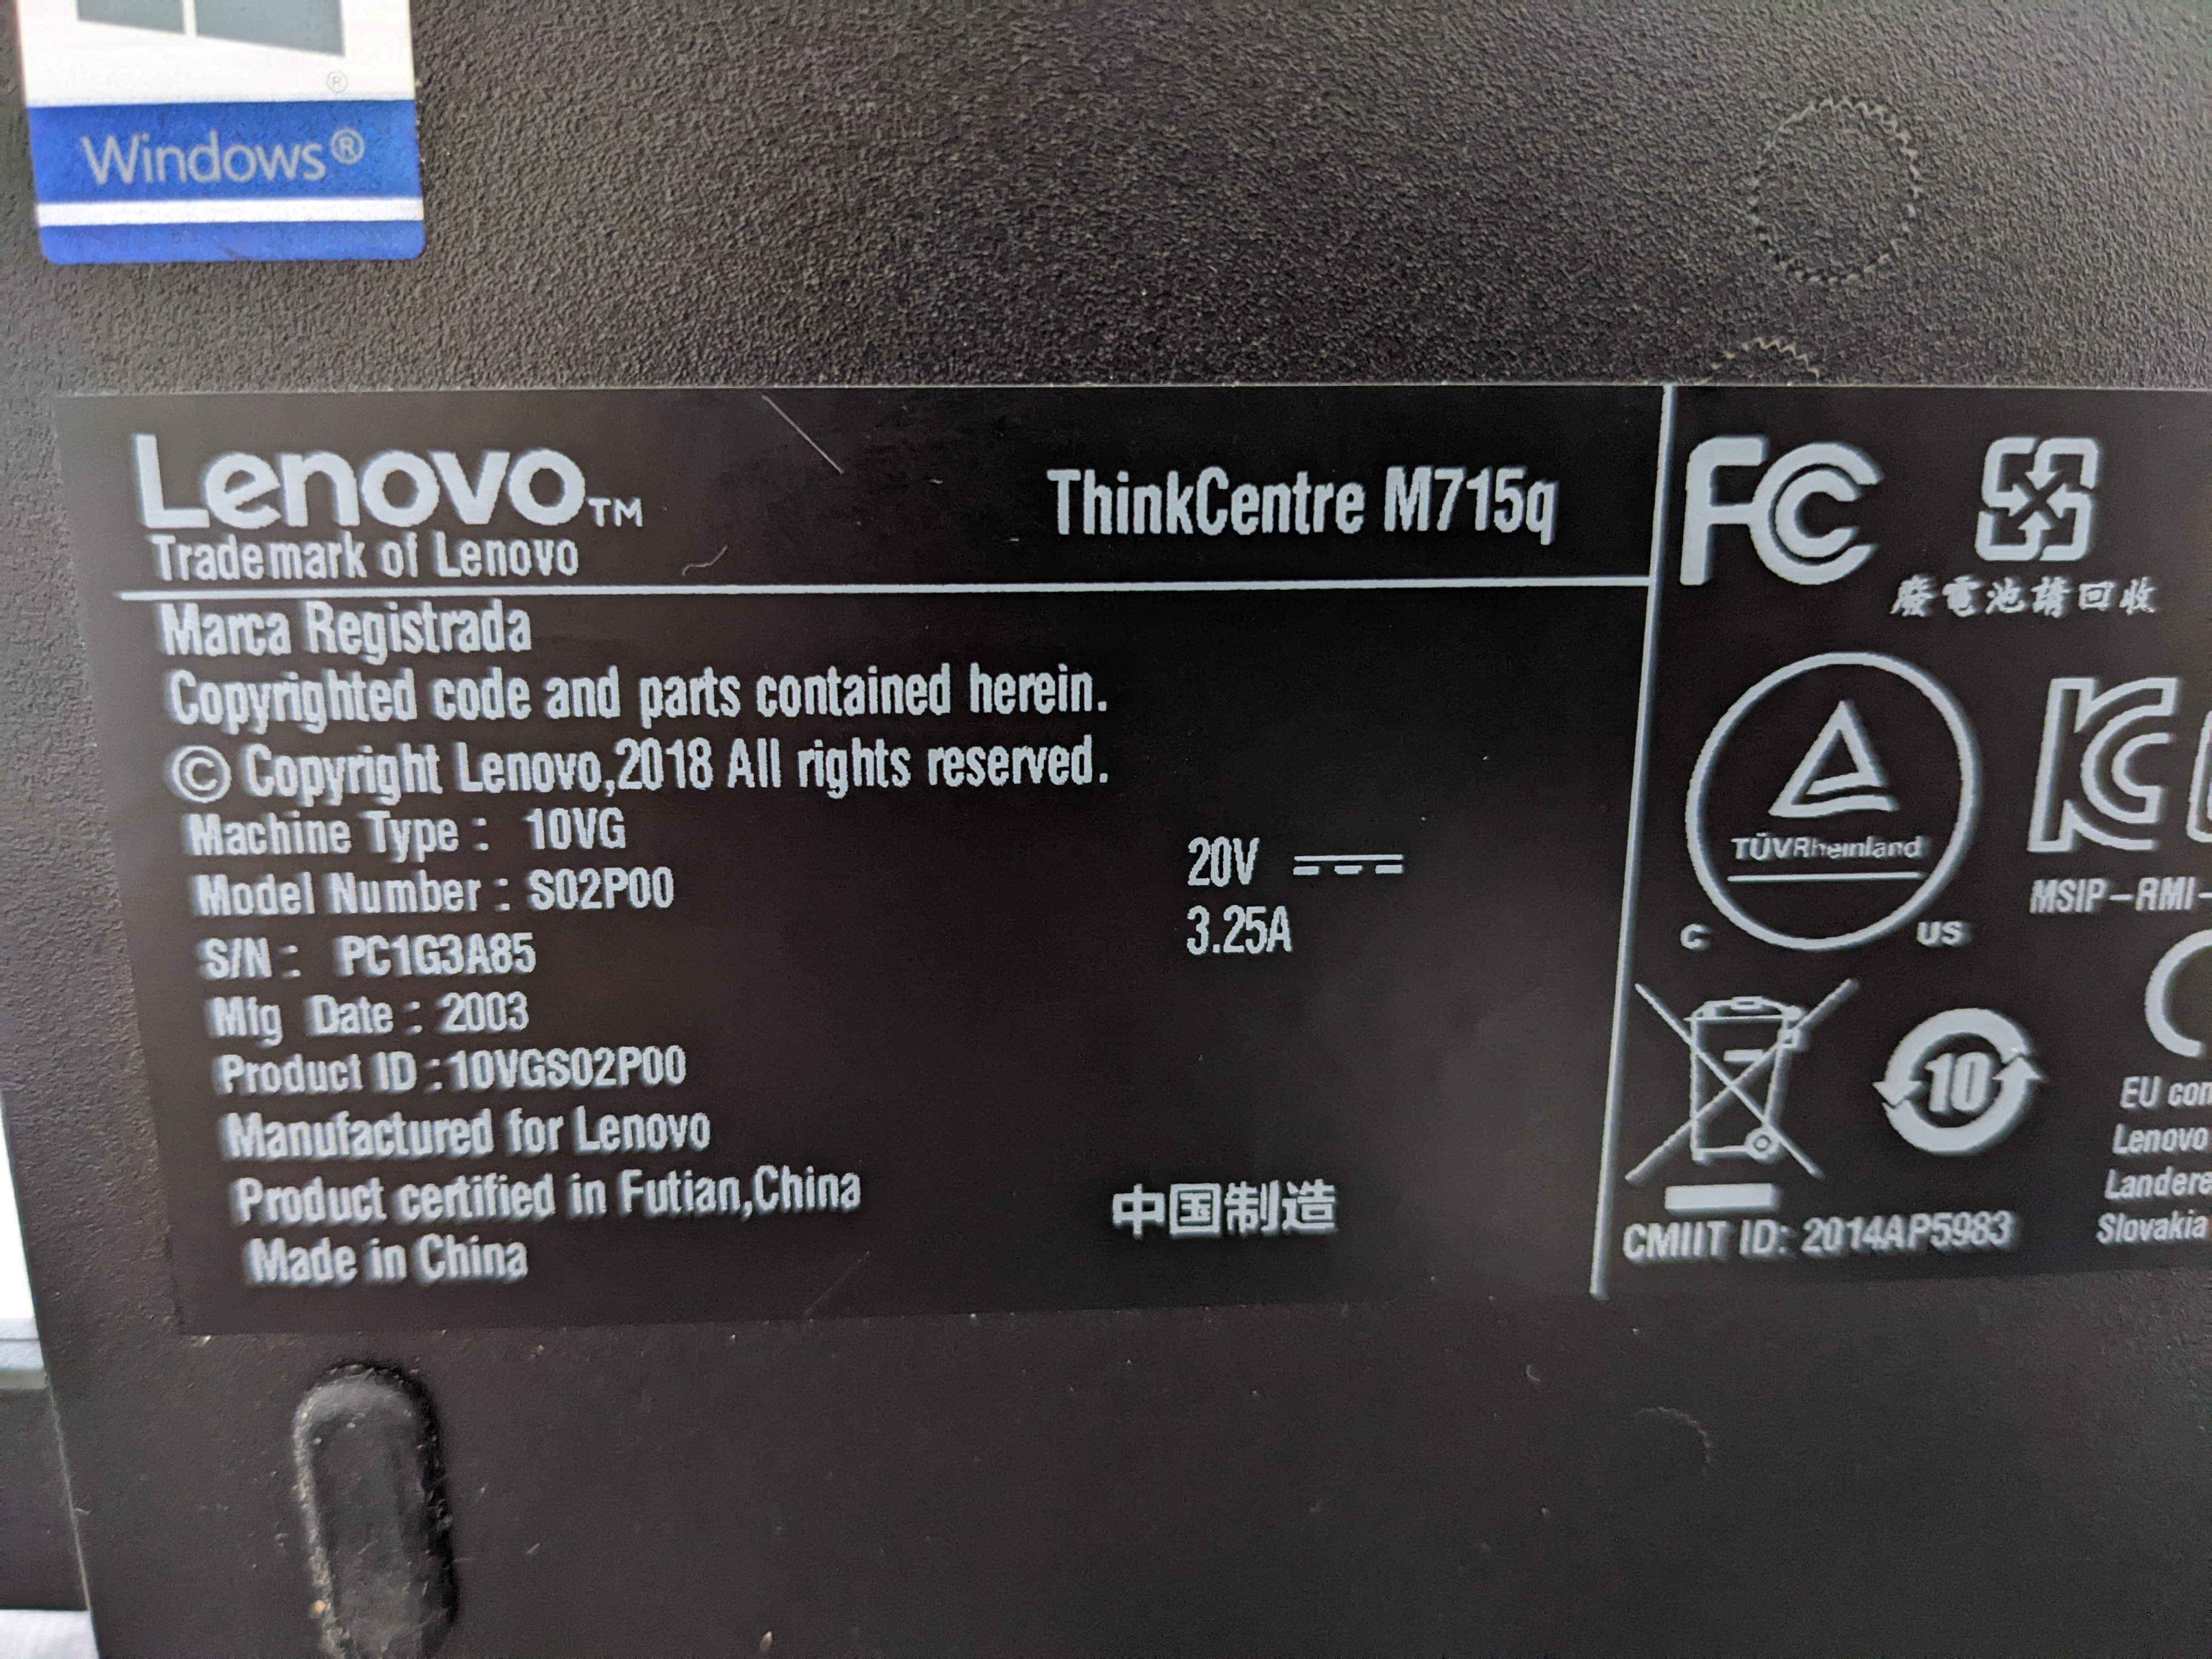 ®
Windows®
Lenovo™
Trademark of Lenovo
ThinkCentre M715q
Marca Registrada
Copyrighted code and parts contained herein.
© Copyright Lenovo,2018 All rights reserved.
Machine Type : 10VG
Model Number : S02P00
S/N : PC1G3A85
Mfg Date : 2003
Product ID :10VGS02P00
Manufactured for Lenovo
Product certified in Futian,China
Made in China
20V
3.25A
中国制造
FC
廢電池請回收
TÜVRheinland
C US
MSIP-RMI-
10
CMIIT ID: 2014AP5983
EU
Lenovo
Slovakia